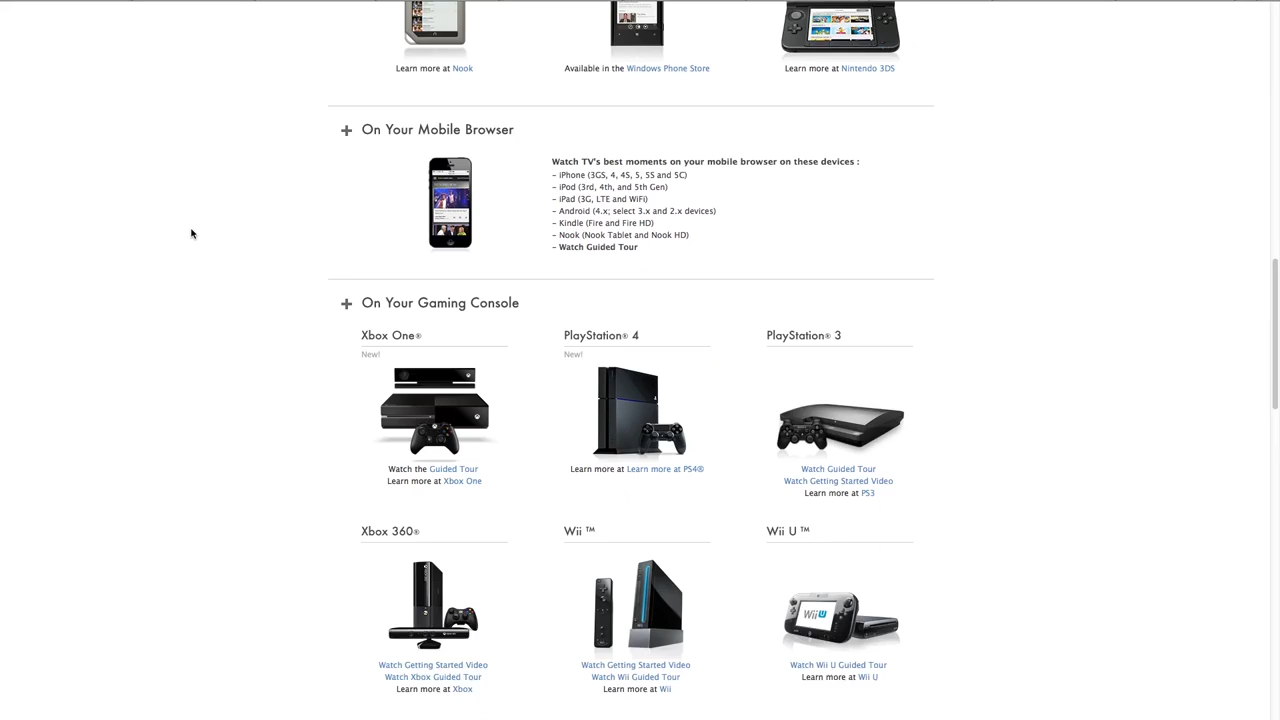 Learn more at Nook
Available in the Windows Phone Store
Learn more at Nintendo 3DS
+ On Your Mobile Browser
Watch TV's best moments on your mobile browser on these devices :
– iPhone (3GS, 4, 4S, 5, 5S and 5C)
– iPod (3rd, 4th, and 5th Gen)
– iPad (3G, LTE and WiFi)
– Android (4.x; select 3.x and 2.x devices)
– Kindle (Fire and Fire HD)
– Nook (Nook Tablet and Nook HD)
– Watch Guided Tour
+ On Your Gaming Console
Xbox One®
New!
Watch the Guided Tour
Learn more at Xbox One
PlayStation® 4
New!
Learn more at Learn more at PS4®
PlayStation® 3
Watch Guided Tour
Watch Getting Started Video
Learn more at PS3
Xbox 360®
Watch Getting Started Video
Watch Xbox Guided Tour
Learn more at Xbox
Wii ™
Watch Getting Started Video
Watch Wii Guided Tour
Learn more at Wii
Wii U ™
WiiU
Watch Wii U Guided Tour
Learn more at Wii U